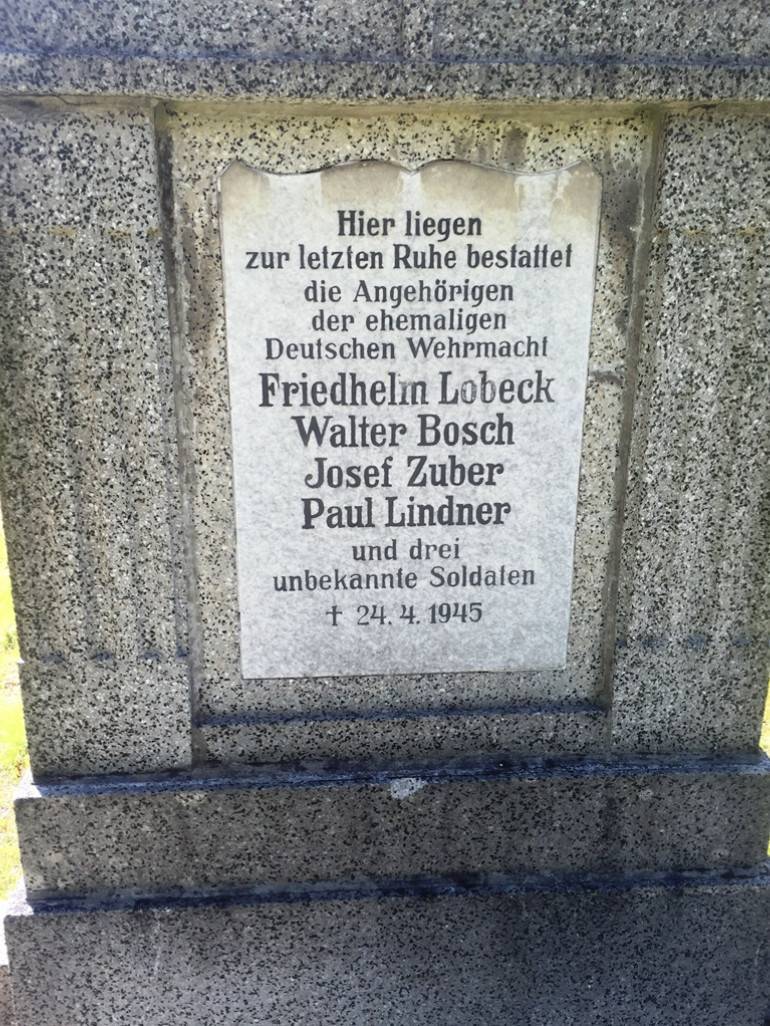 Hier liegen
zur letzten Ruhe bestattet
die Angehörigen
der ehemaligen
Deutschen Wehrmacht
Friedhelm Lobeck
Walter Bosch
Josef Zuber
Paul Lindner
und drei
unbekannte Soldaten
† 24. 4. 1945